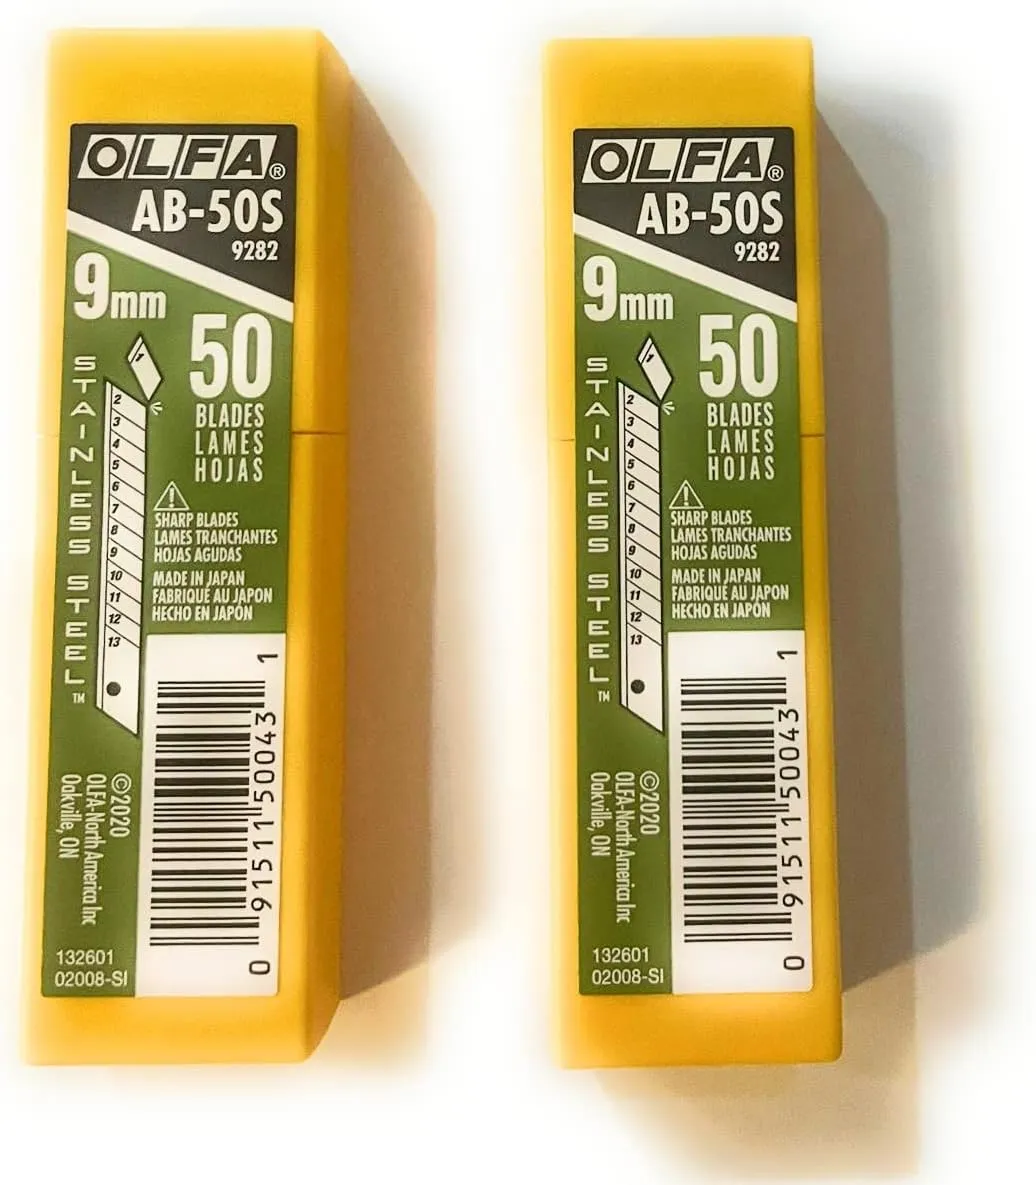 OLFA®
AB-50S
9282
9mm
50
BLADES
LAMES
HOJAS
STAINLESS STEEL™
1
2
3
4
5
6
7
8
9
10
11
12
13
SHARP BLADES
LAMES TRANCHANTES
HOJAS AGUDAS
MADE IN JAPAN
FABRIQUÉ AU JAPON
HECHO EN JAPÓN
0 91511 50043 1
©2020
OLFA-North America Inc
Oakville, ON
132601
02008-SI
OLFA®
AB-50S
9282
9mm
50
BLADES
LAMES
HOJAS
STAINLESS STEEL™
1
2
3
4
5
6
7
8
9
10
11
12
13
SHARP BLADES
LAMES TRANCHANTES
HOJAS AGUDAS
MADE IN JAPAN
FABRIQUÉ AU JAPON
HECHO EN JAPÓN
0 91511 50043 1
©2020
OLFA-North America Inc
Oakville, ON
132601
02008-SI